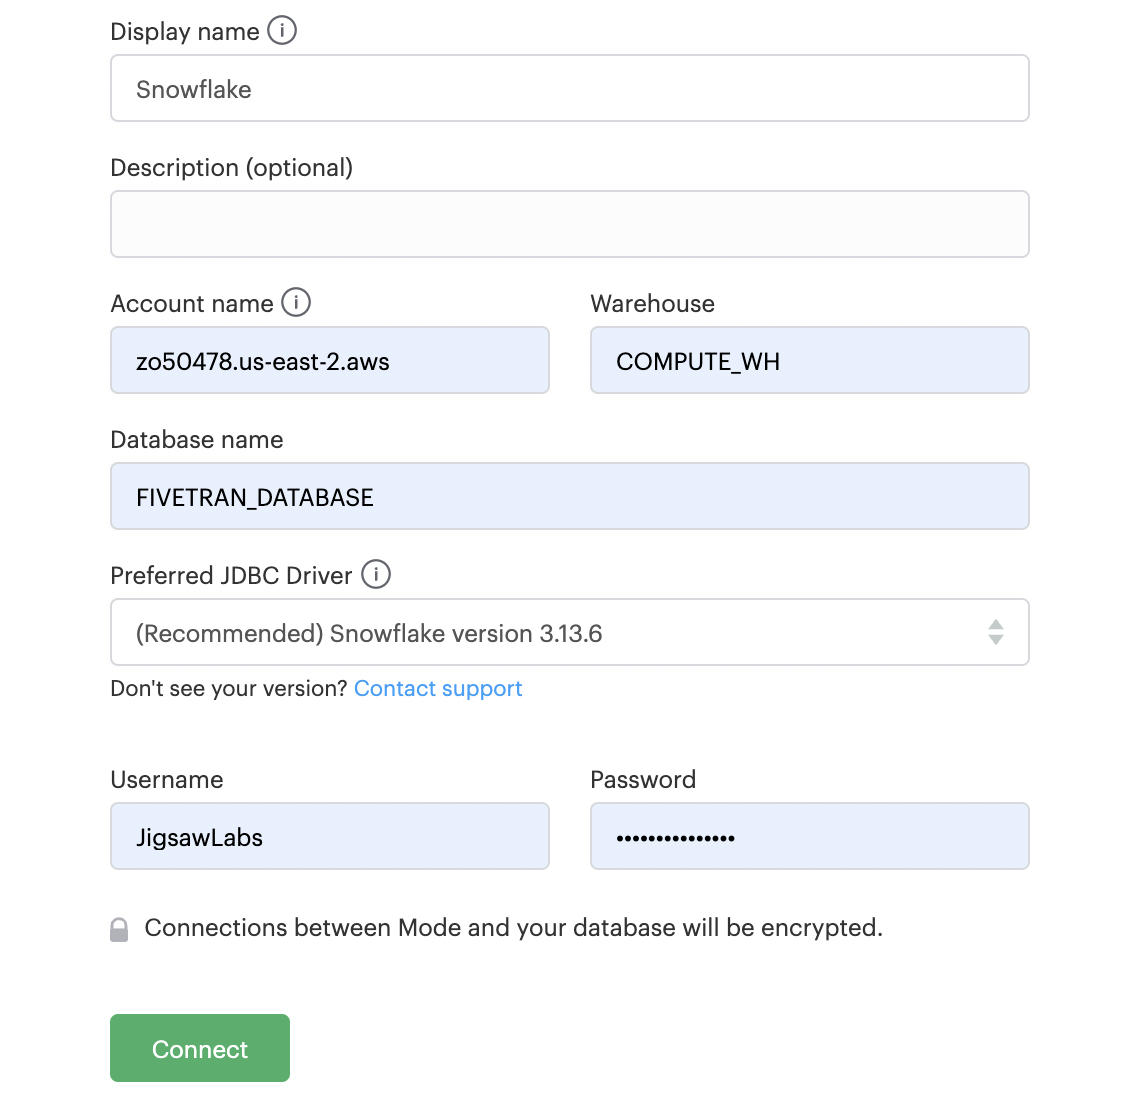 Display name
Snowflake
Description (optional)
Account name
Warehouse
zo50478.us-east-2.aws
COMPUTE_WH
Database name
FIVETRAN_DATABASE
Preferred JDBC Driver
(Recommended) Snowflake version 3.13.6
Don't see your version? Contact support
Username
Password
JigsawLabs
•••••••••••••••
Connections between Mode and your database will be encrypted.
Connect